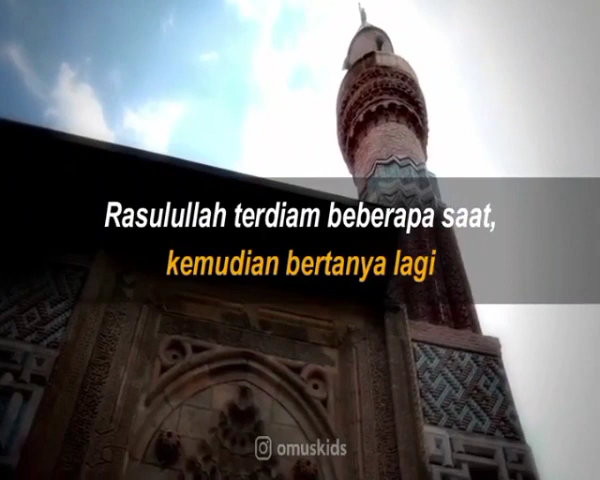 Rasulullah terdiam beberapa saat,
kemudian bertanya lagi
omuskids